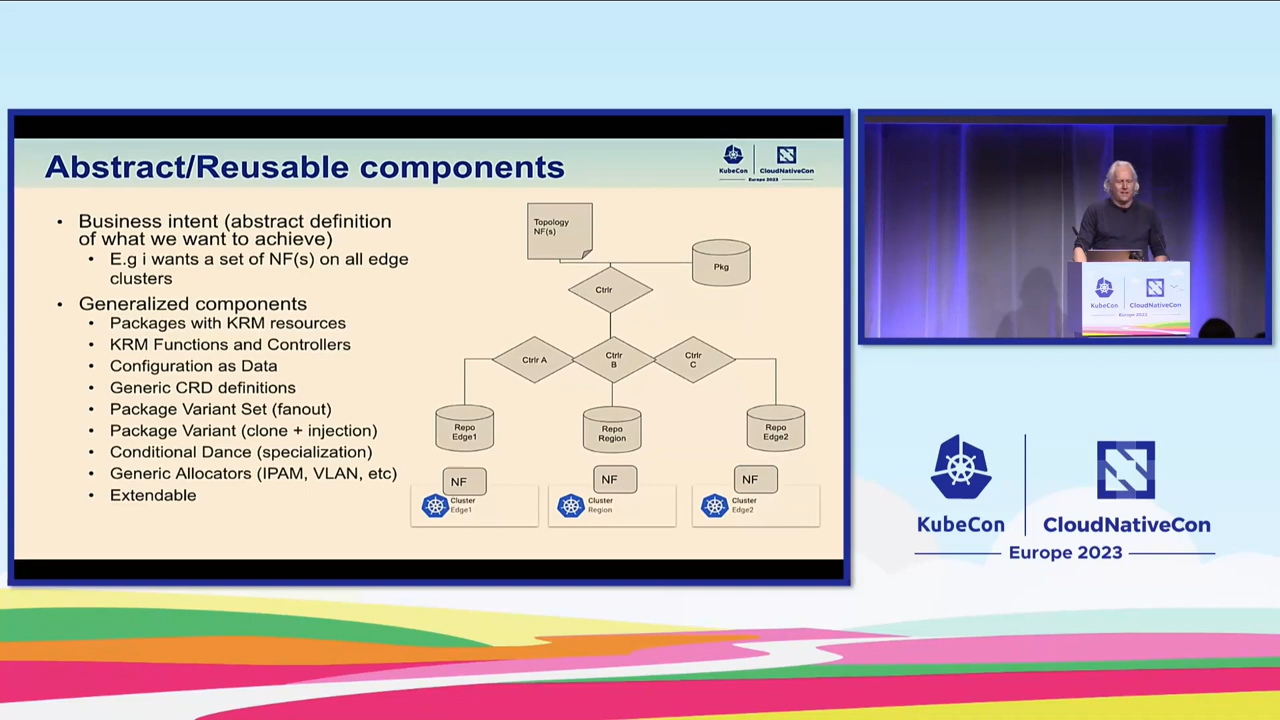 Abstract/Reusable components
KubeCon
CloudNativeCon
Europe 2023
• Business intent (abstract definition
of what we want to achieve)
• E.g i wants a set of NF(s) on all edge
clusters
• Generalized components
• Packages with KRM resources
• KRM Functions and Controllers
• Configuration as Data
• Generic CRD definitions
• Package Variant Set (fanout)
• Package Variant (clone + injection)
• Conditional Dance (specialization)
• Generic Allocators (IPAM, VLAN, etc)
• Extendable
Topology
NF(s)
Pkg
Ctrlr
Ctrlr A
Ctrlr
B
Ctrlr
C
Repo
Edge1
Repo
Region
Repo
Edge2
NF
NF
NF
Cluster
Edge1
Cluster
Region
Cluster
Edge2
KubeCon
CloudNativeCon
Europe 2023
KubeCon
CloudNativeCon
Europe 2023